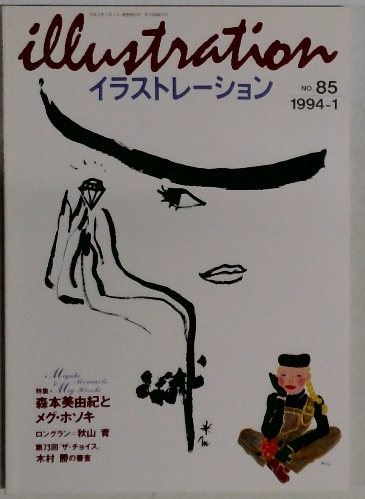 illustration
イラストレーション
NO. 85
1994-1
Miyuki
Morimoto
Meg Hosoki
特集
森本美由紀と
メグ・ホソキ
ロングラン=秋山 育
第73回「ザ・チョイス」
木村 勝の審査